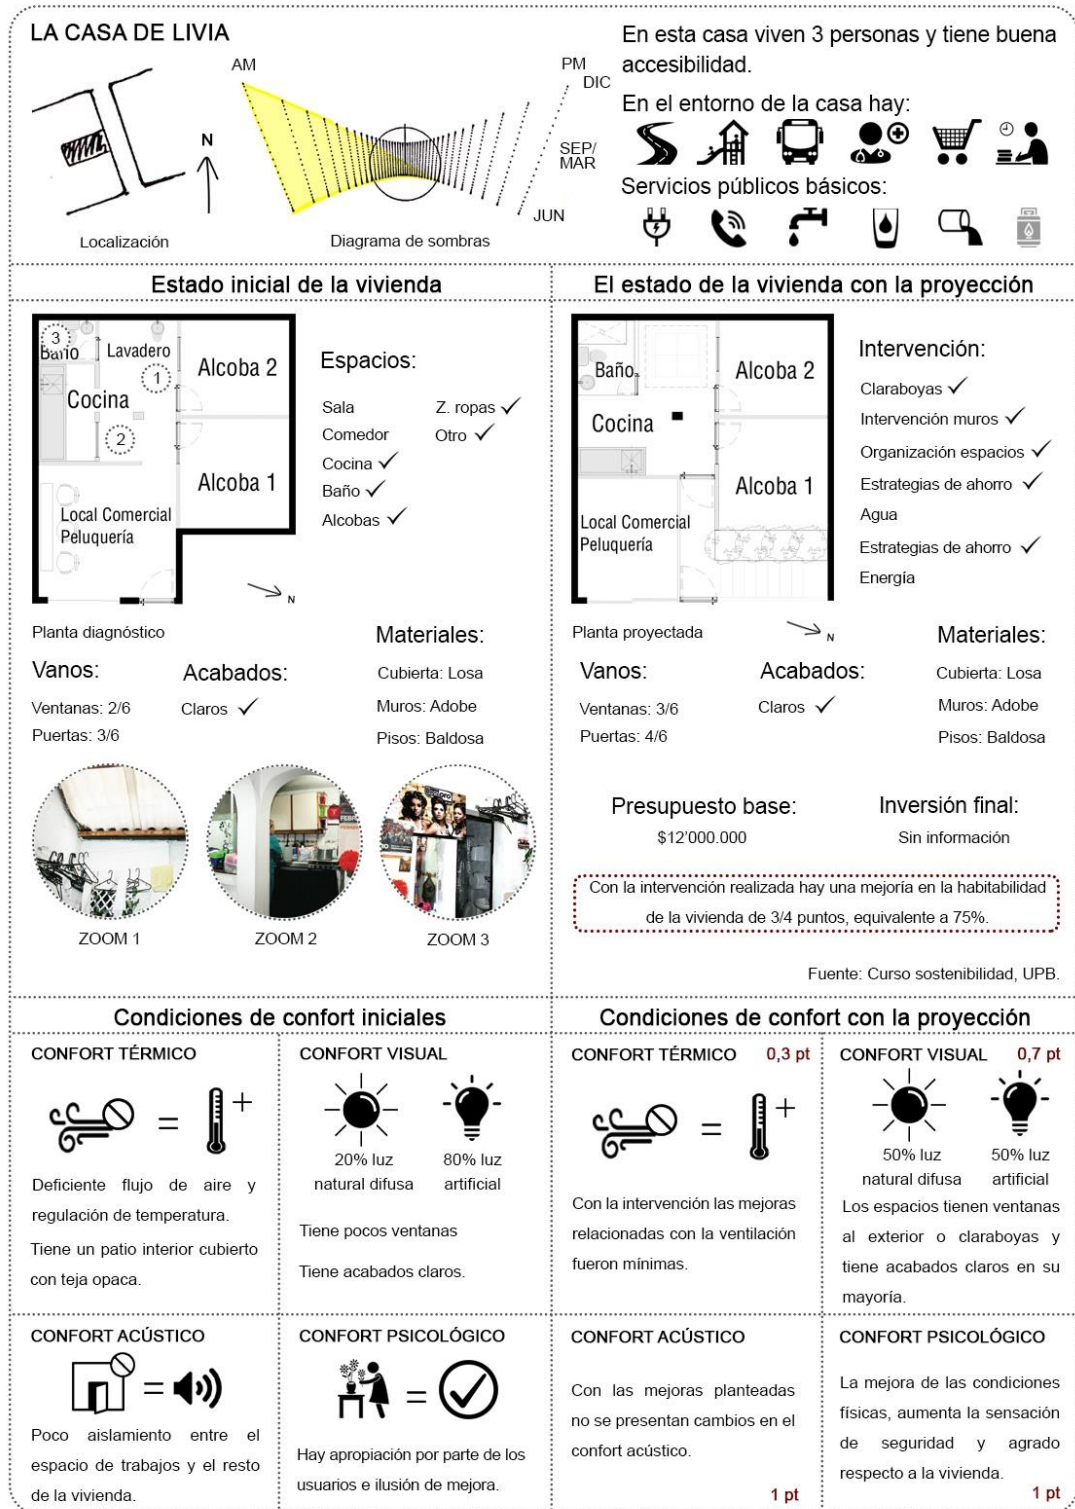 LA CASA DE LIVIA
AM
PM
DIC
SEP/
MAR
JUN
N
Localización
Diagrama de sombras
En esta casa viven 3 personas y tiene buena
accesibilidad.
En el entorno de la casa hay:
Servicios públicos básicos:
Estado inicial de la vivienda
3
Baño
Lavadero
1
Alcoba 2
Cocina
2
Alcoba 1
Local Comercial
Peluquería
N
Planta diagnóstico
Espacios:
Sala
Comedor
Cocina ✓
Baño ✓
Alcobas ✓
Z. ropas ✓
Otro ✓
Vanos:
Ventanas: 2/6
Puertas: 3/6
Acabados:
Claros ✓
Materiales:
Cubierta: Losa
Muros: Adobe
Pisos: Baldosa
ZOOM 1
ZOOM 2
ZOOM 3
El estado de la vivienda con la proyección
Baño
Alcoba 2
Cocina
Alcoba 1
Local Comercial
Peluquería
N
Planta proyectada
Intervención:
Claraboyas ✓
Intervención muros ✓
Organización espacios ✓
Estrategias de ahorro ✓
Agua
Estrategias de ahorro ✓
Energía
Vanos:
Ventanas: 3/6
Puertas: 4/6
Acabados:
Claros ✓
Materiales:
Cubierta: Losa
Muros: Adobe
Pisos: Baldosa
Presupuesto base:
$12'000.000
Inversión final:
Sin información
Con la intervención realizada hay una mejoría en la habitabilidad
de la vivienda de 3/4 puntos, equivalente a 75%.
Fuente: Curso sostenibilidad, UPB.
Condiciones de confort iniciales
CONFORT TÉRMICO
= +
Deficiente flujo de aire y
regulación de temperatura.
Tiene un patio interior cubierto
con teja opaca.
CONFORT VISUAL
20% luz
natural difusa
80% luz
artificial
Tiene pocos ventanas
Tiene acabados claros.
CONFORT ACÚSTICO
=
Poco aislamiento entre el
espacio de trabajos y el resto
de la vivienda.
CONFORT PSICOLÓGICO
=
Hay apropiación por parte de los
usuarios e ilusión de mejora.
Condiciones de confort con la proyección
CONFORT TÉRMICO 0,3 pt
= +
Con la intervención las mejoras
relacionadas con la ventilación
fueron mínimas.
CONFORT VISUAL 0,7 pt
50% luz
natural difusa
50% luz
artificial
Los espacios tienen ventanas
al exterior o claraboyas y
tiene acabados claros en su
mayoría.
CONFORT ACÚSTICO
Con las mejoras planteadas
no se presentan cambios en el
confort acústico.
1 pt
CONFORT PSICOLÓGICO
La mejora de las condiciones
físicas, aumenta la sensación
de seguridad y agrado
respecto a la vivienda.
1 pt